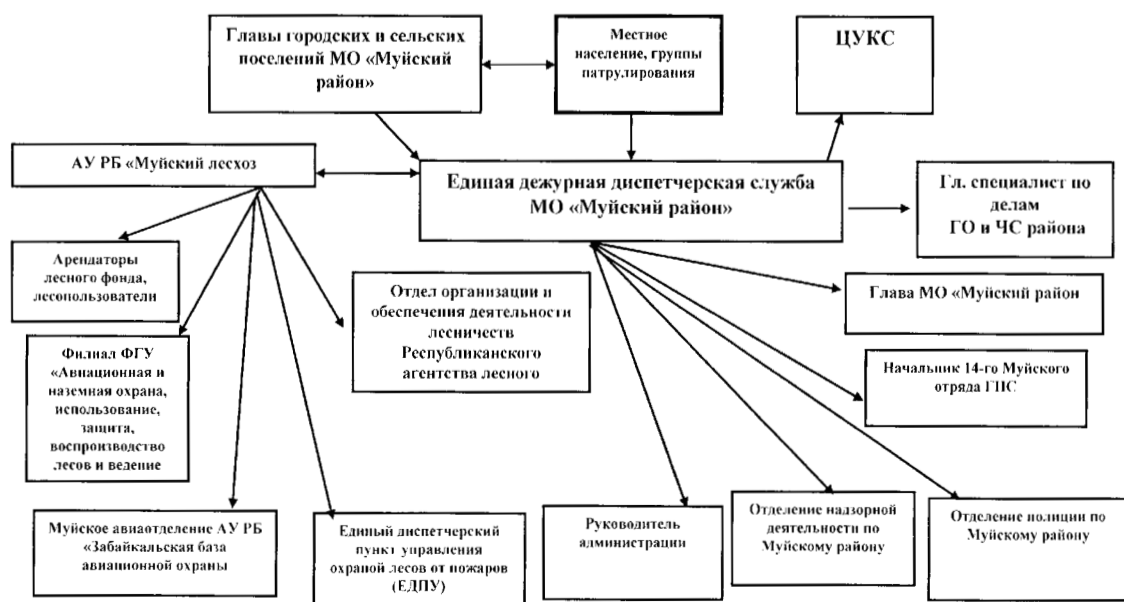 Главы городских и сельских
поселений МО «Муйский
район»
Местное
население, группы
патрулирования
ЦУКС
АУ РБ «Муйский лесхоз
Единая дежурная диспетчерская служба
МО «Муйский район»
Гл. специалист по
делам
ГО и ЧС района
Арендаторы
лесного фонда,
лесопользователи
Отдел организации и
обеспечения деятельности
лесничеств
Республиканского
агентства лесного
Глава МО «Муйский район
Филиал ФГУ
«Авиационная и
наземная охрана,
использование,
защита,
воспроизводство
лесов и ведение
Начальник 14-го Муйского
отряда ГПС
Муйское авиаотделение АУ РБ
«Забайкальская база
авиационной охраны
Единый диспетчерский
пункт управления
охраной лесов от пожаров
(ЕДПУ)
Руководитель
администрации
Отделение надзорной
деятельности по
Муйскому району
Отделение полиции по
Муйскому району